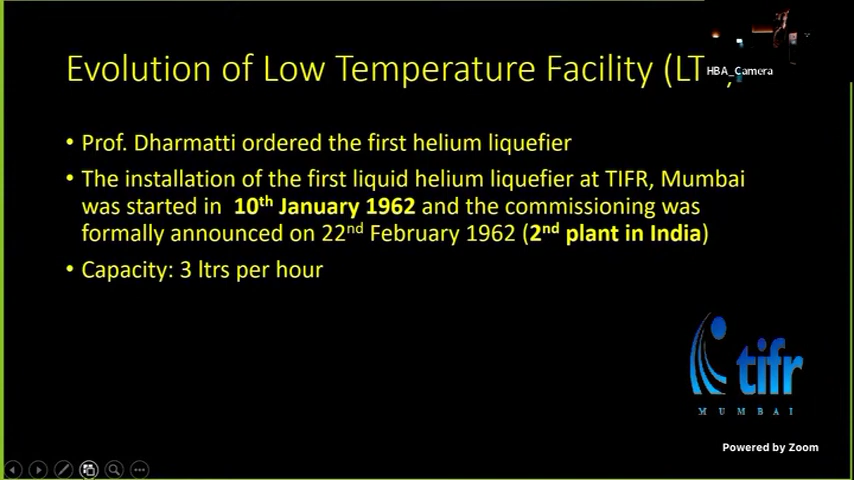 Evolution of Low Temperature Facility (LT
HBA_Camera
• Prof. Dharmatti ordered the first helium liquefier
• The installation of the first liquid helium liquefier at TIFR, Mumbai
was started in 10th January 1962 and the commissioning was
formally announced on 22nd February 1962 (2nd plant in India)
• Capacity: 3 ltrs per hour
tifr
MUMBAI
Powered by Zoom